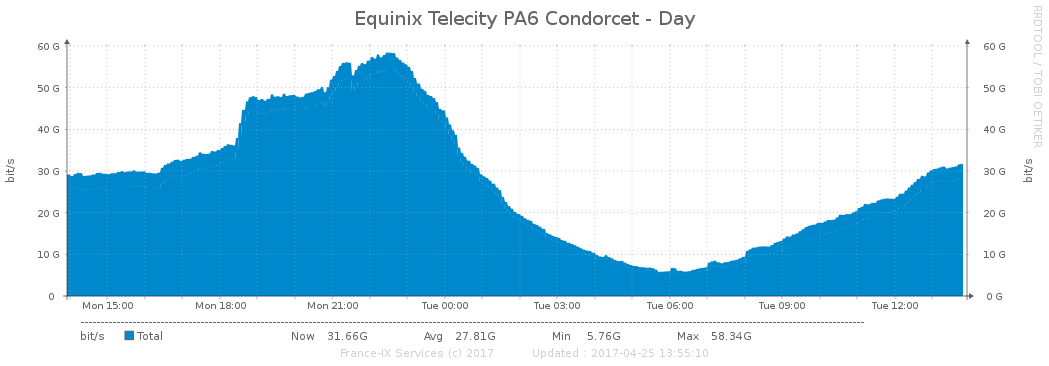 Equinix Telecity PA6 Condorcet - Day
RRDTOOL / TOBI OETIKER
60 G 60 G
50 G 50 G
40 G 40 G
30 G 30 G
20 G 20 G
10 G 10 G
0 0 G
bit/s
bit/s
Mon 15:00 Mon 18:00 Mon 21:00 Tue 00:00 Tue 03:00 Tue 06:00 Tue 09:00 Tue 12:00
bit/s Total Now 31.66G Avg 27.81G Min 5.76G Max 58.34G
France-IX Services (c) 2017 Updated : 2017-04-25 13:55:10